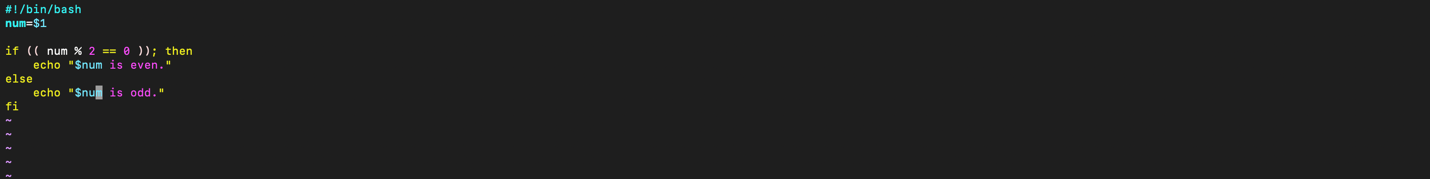 #!/bin/bash
num=$1

if (( num % 2 == 0 )); then
    echo "$num is even."
else
    echo "$num is odd."
fi
~
~
~
~
~